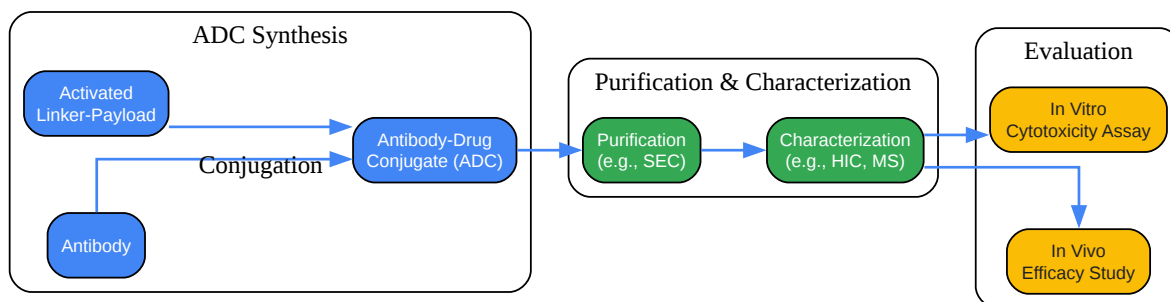 ADC Synthesis
Activated
Linker-Payload
Conjugation
Antibody
Antibody-Drug
Conjugate (ADC)
Purification & Characterization
Purification
(e.g., SEC)
Characterization
(e.g., HIC, MS)
Evaluation
In Vitro
Cytotoxicity Assay
In Vivo
Efficacy Study